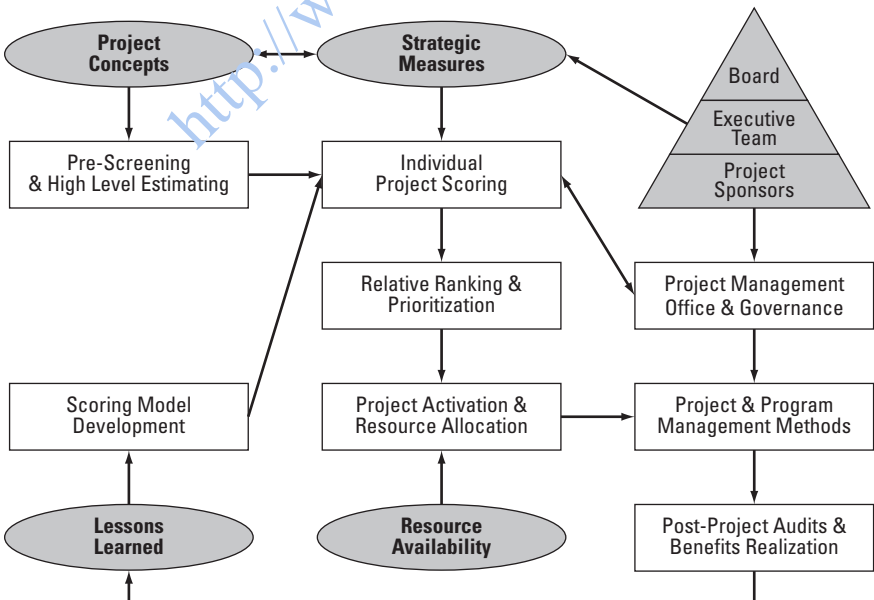 Project
Concepts
Strategic
Measures
Board
Executive
Team
Project
Sponsors
Pre-Screening
& High Level Estimating
Individual
Project Scoring
Relative Ranking &
Prioritization
Project Management
Office & Governance
Scoring Model
Development
Project Activation &
Resource Allocation
Project & Program
Management Methods
Lessons
Learned
Resource
Availability
Post-Project Audits &
Benefits Realization
http://w